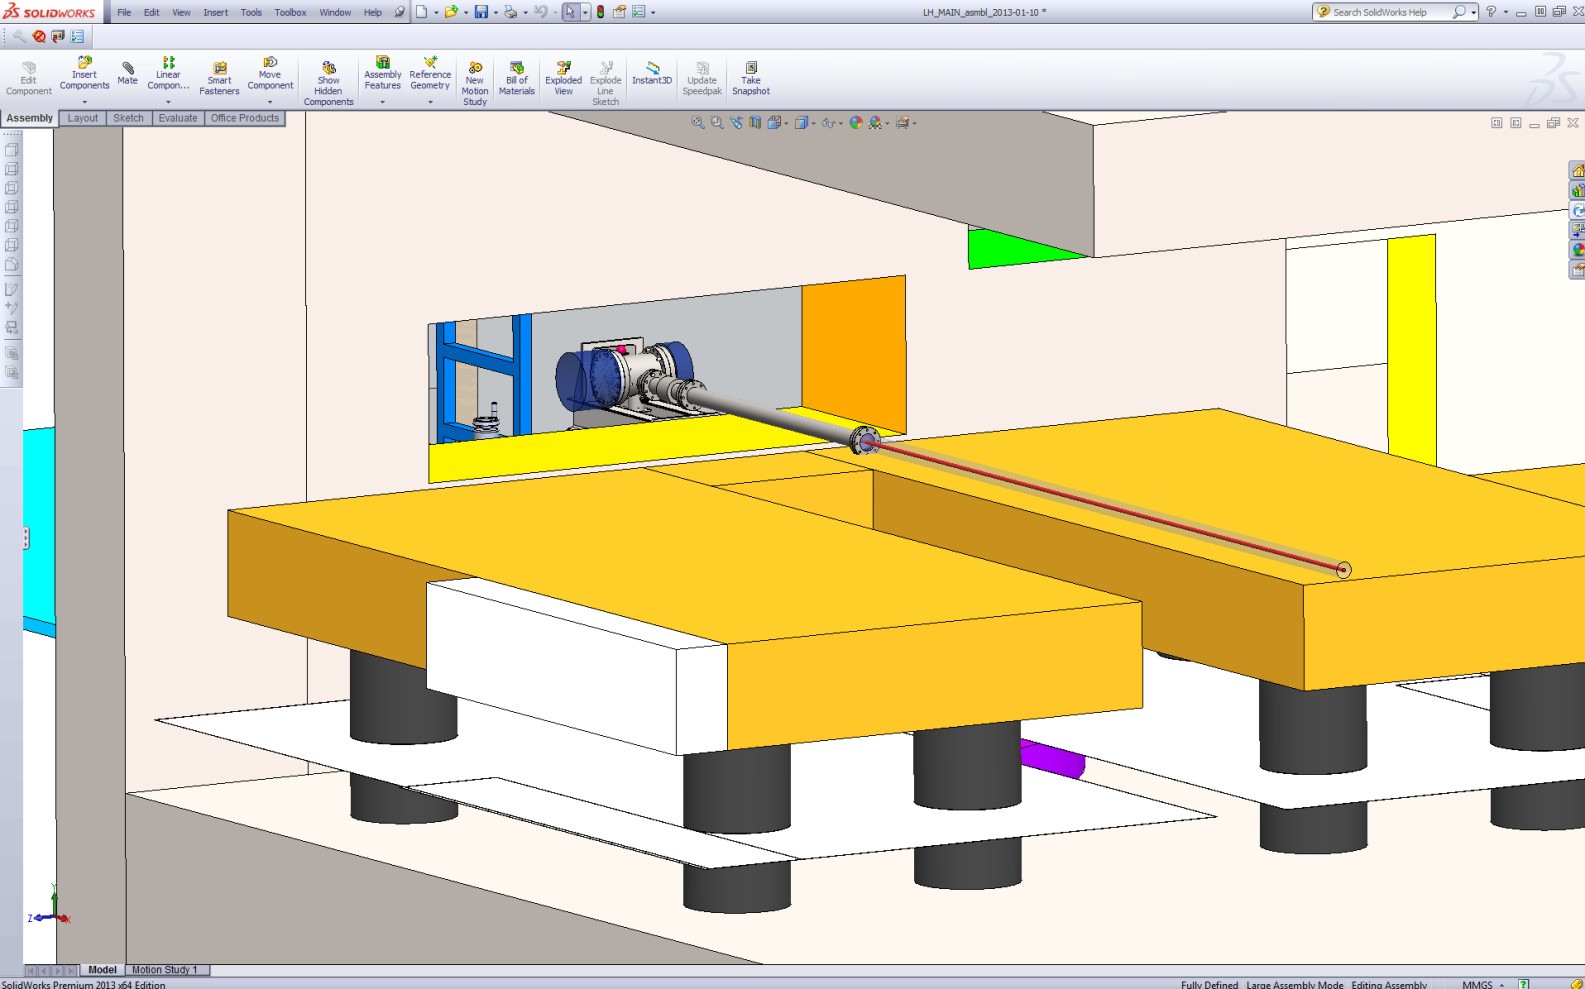 SOLIDWORKS File Edit View Insert Tools Toolbox Window Help LH_MAIN_asmbl_2013-01-10 * Search SolidWorks Help
Edit Component
Insert Components
Mate
Linear Compon...
Smart Fasteners
Move Component
Show Hidden Components
Assembly Features
Reference Geometry
New Motion Study
Bill of Materials
Exploded View
Explode Line Sketch
Instant3D
Update Speedpak
Take Snapshot
Assembly Layout Sketch Evaluate Office Products
Y
Z
X
Model Motion Study 1
SolidWorks Premium 2013 x64 Edition Fully Defined Large Assembly Mode Editing Assembly MMGS